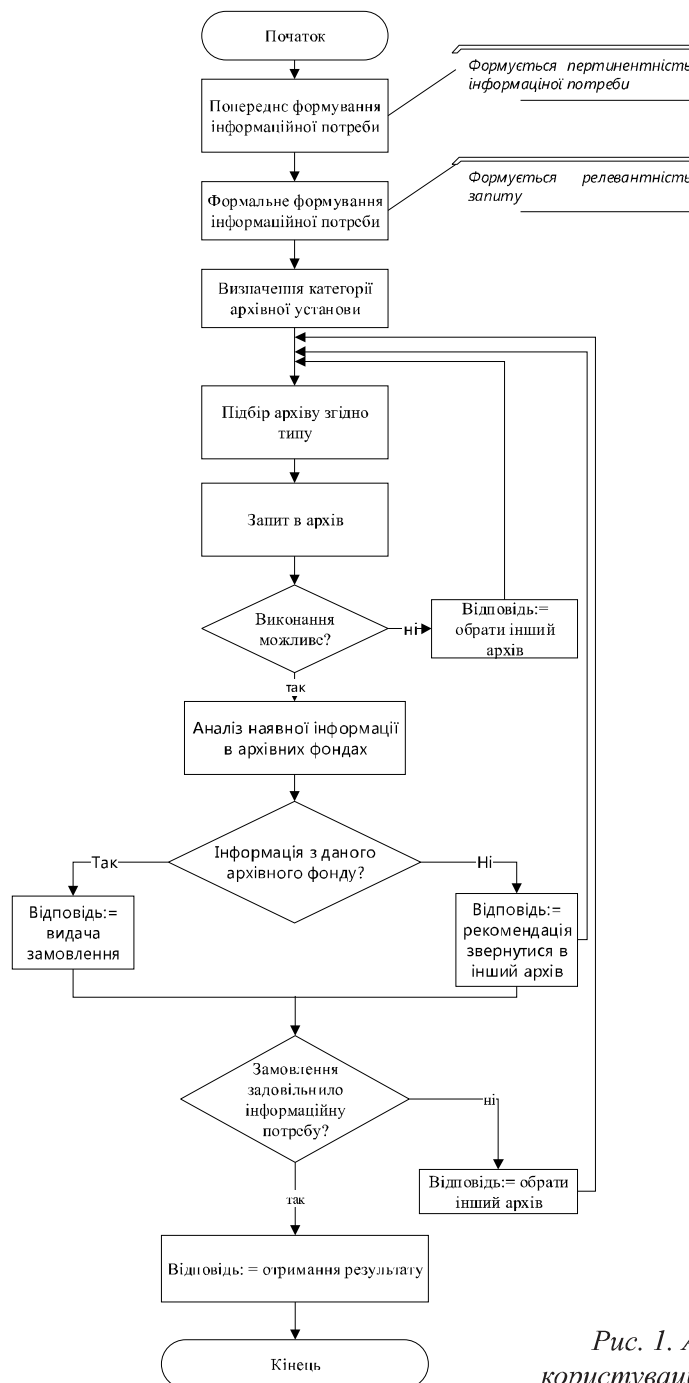 Початок
Формується пертинентність
інформаціної потреби
Попереднє формування
інформаційної потреби
Формується релевантність
запиту
Формальне формування
інформаційної потреби
Визначення категорії
архівної установи
Підбір архіву згідно
типу
Запит в архів
Виконання
можливе?
ні
Відповідь:=
обрати інший
архів
так
Аналіз наявної інформації
в архівних фондах
Інформація з даного
архівного фонду?
Так
Ні
Відповідь:=
видача
замовлення
Відповідь:=
рекомендація
звернутися в
інший архів
Замовлення
задовільнило
інформаційну
потребу?
ні
Відповідь:= обрати
інший архів
так
Відповідь: = отримання результату
Кінець
Рис. 1. А